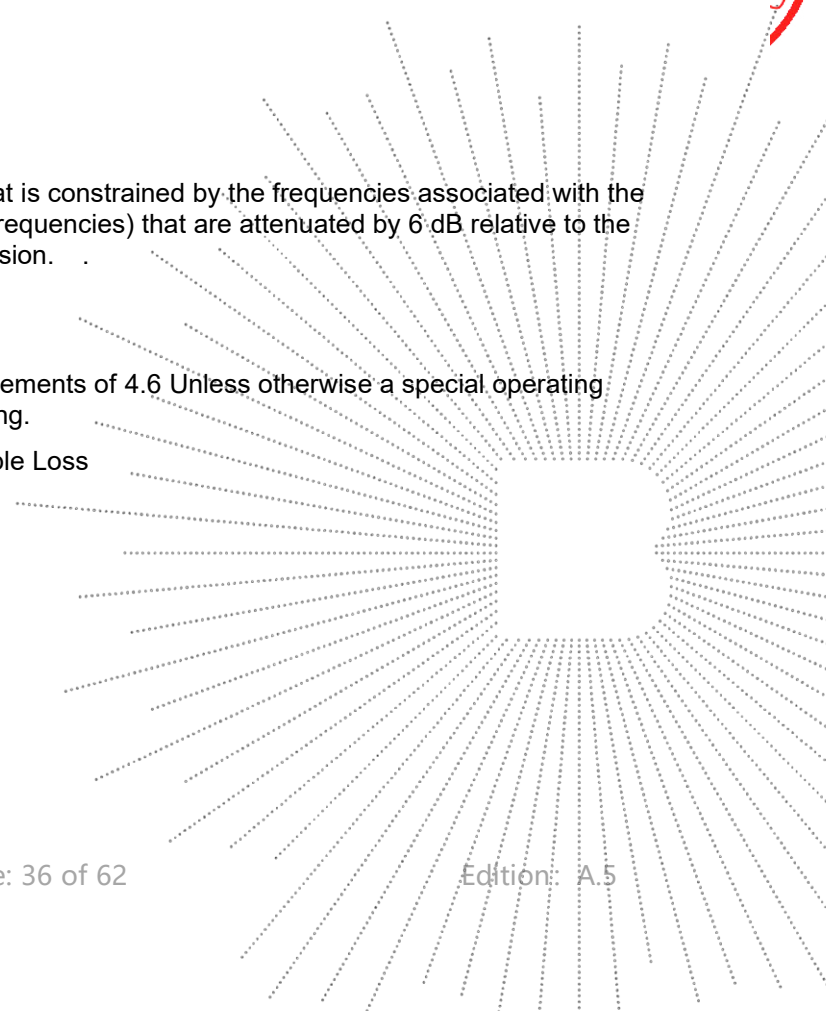 at is constrained by the frequencies associated with the
requencies) that are attenuated by 6 dB relative to the
sion. .
ements of 4.6 Unless otherwise a special operating
ng.
ole Loss
e: 36 of 62 Edition: A.5